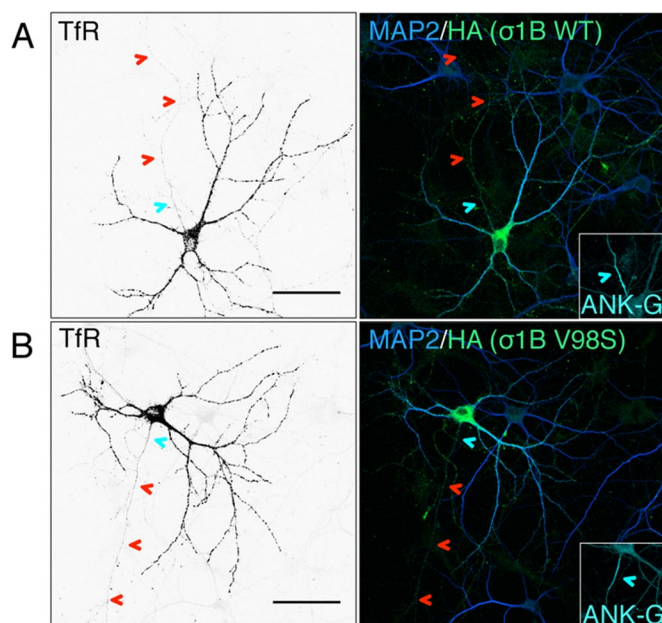 A
TfR
MAP2/HA (σ1B WT)
ANK-G
B
TfR
MAP2/HA (σ1B V98S)
ANK-G